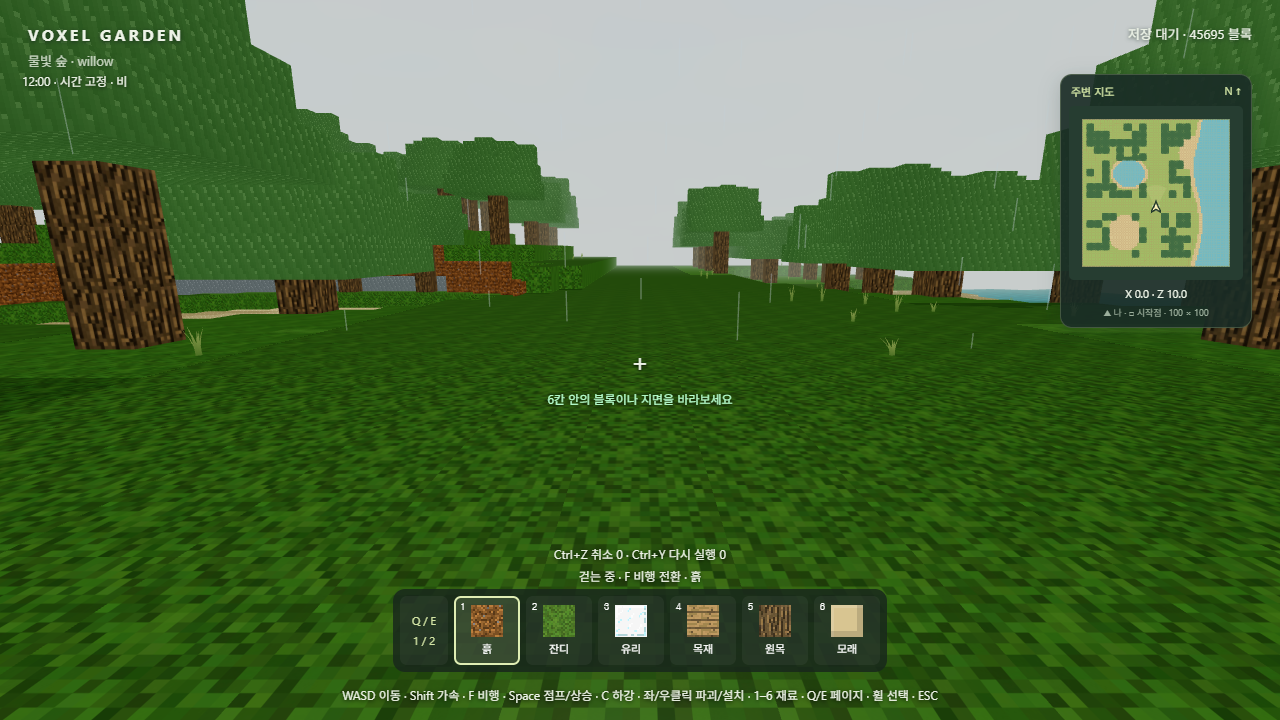 VOXEL GARDEN
물빛 숲 · willow
12:00 · 시간 고정 · 비
저장 대기 · 45695 블록
주변 지도
N ↑
X 0.0 · Z 10.0
▲ 나 · □ 시작점 · 100 × 100
6칸 안의 블록이나 지면을 바라보세요
Ctrl+Z 취소 0 · Ctrl+Y 다시 실행 0
걷는 중 · F 비행 전환 · 흙
Q / E
1 / 2
1 흙
2 잔디
3 유리
4 목재
5 원목
6 모래
WASD 이동 · Shift 가속 · F 비행 · Space 점프/상승 · C 하강 · 좌/우클릭 파괴/설치 · 1–6 재료 · Q/E 페이지 · 휠 선택 · ESC